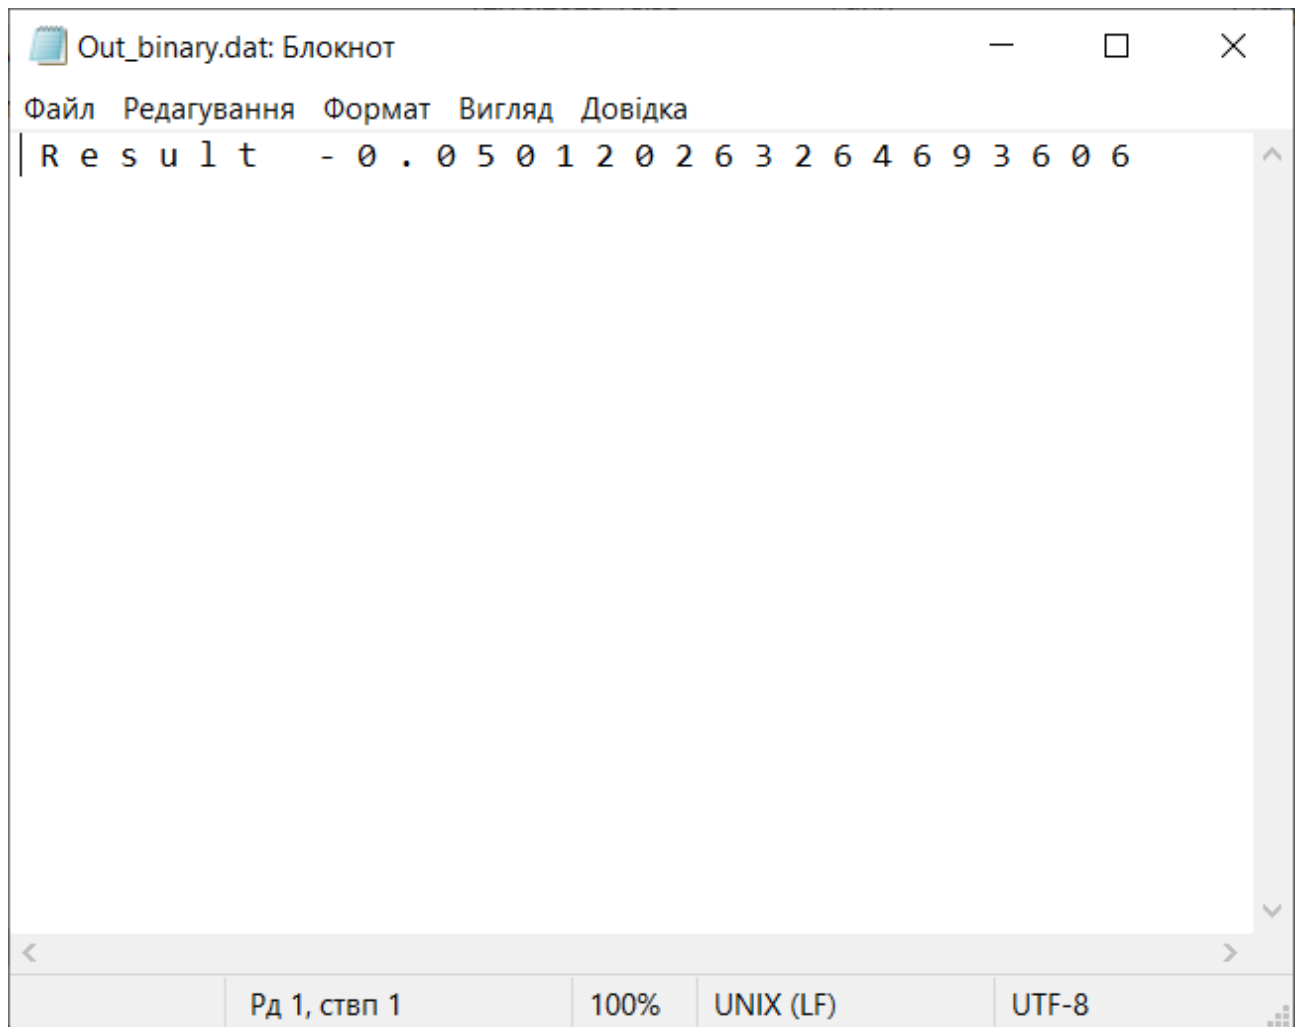 Out_binary.dat: Блокнот
Файл Редагування Формат Вигляд Довідка
R e s u l t - 0 . 0 5 0 1 2 0 2 6 3 2 6 4 6 9 3 6 0 6
Рд 1, ствп 1 100% UNIX (LF) UTF-8